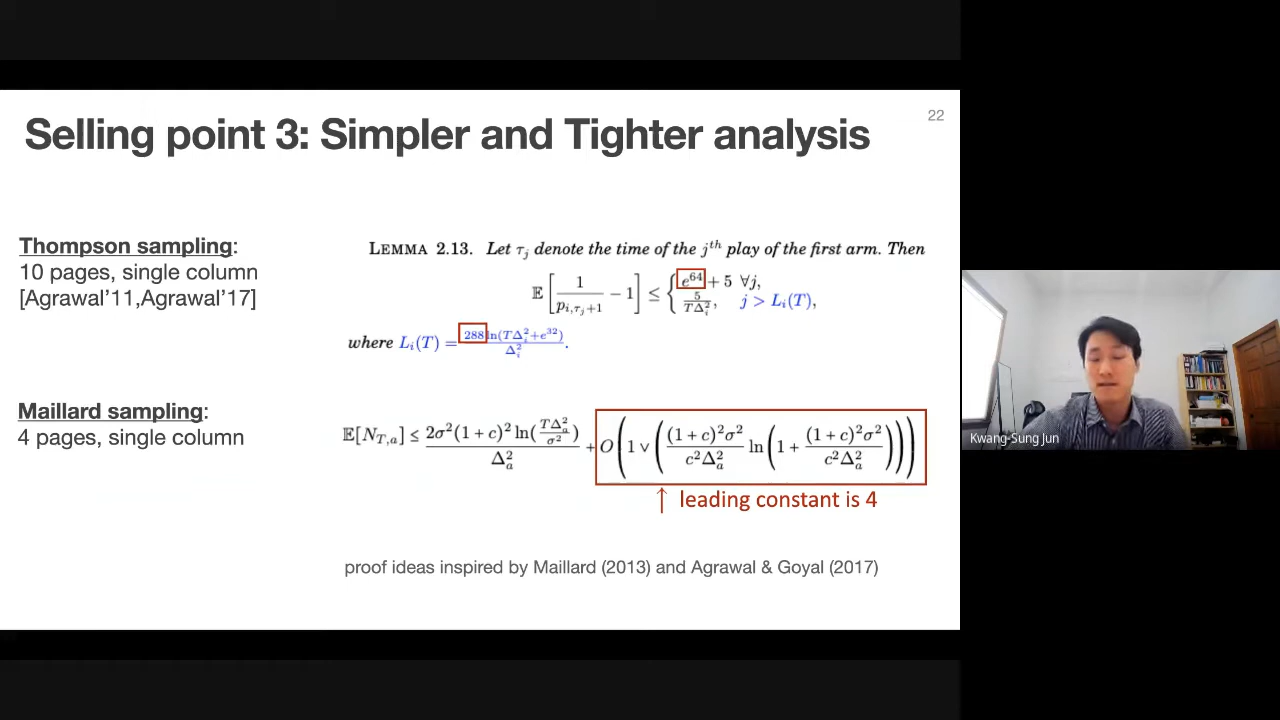 22
Selling point 3: Simpler and Tighter analysis
Thompson sampling:
10 pages, single column
[Agrawal’11,Agrawal’17]
LEMMA 2.13. Let τ_j denote the time of the j^{th} play of the first arm. Then
𝔼[1/p_{i,τ_j+1} − 1] ≤ { e^{64} + 5 ∀j,
5/(TΔ_i^2), j > L_i(T),
where L_i(T) = 288 ln(TΔ_i^2+e^{32})/Δ_i^2.
Maillard sampling:
4 pages, single column
𝔼[N_{T,a}] ≤ 2σ^2(1 + c)^2 ln(TΔ_a^2/σ^2)/Δ_a^2 + O(1 ∨ ((1 + c)^2σ^2/(c^2Δ_a^2) ln(1 + (1 + c)^2σ^2/(c^2Δ_a^2))))
↑ leading constant is 4
proof ideas inspired by Maillard (2013) and Agrawal & Goyal (2017)
Kwang-Sung Jun